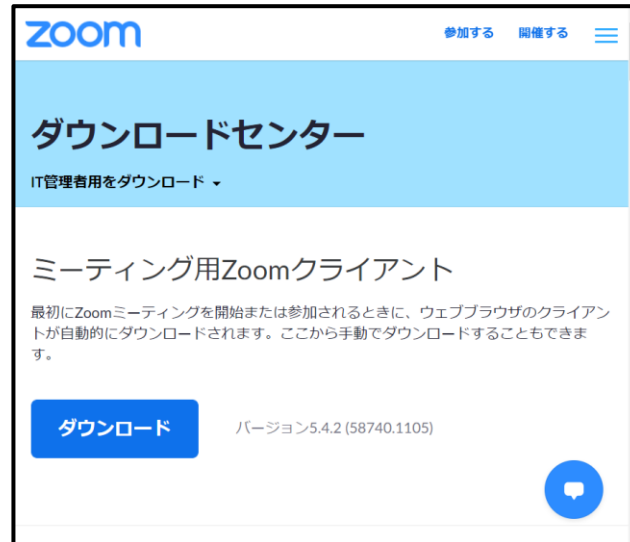 zoom
参加する 開催する
ダウンロードセンター
IT管理者用をダウンロード
ミーティング用Zoomクライアント
最初にZoomミーティングを開始または参加されるときに、ウェブブラウザのクライアン
トが自動的にダウンロードされます。ここから手動でダウンロードすることもできま
す。
ダウンロード バージョン5.4.2 (58740.1105)